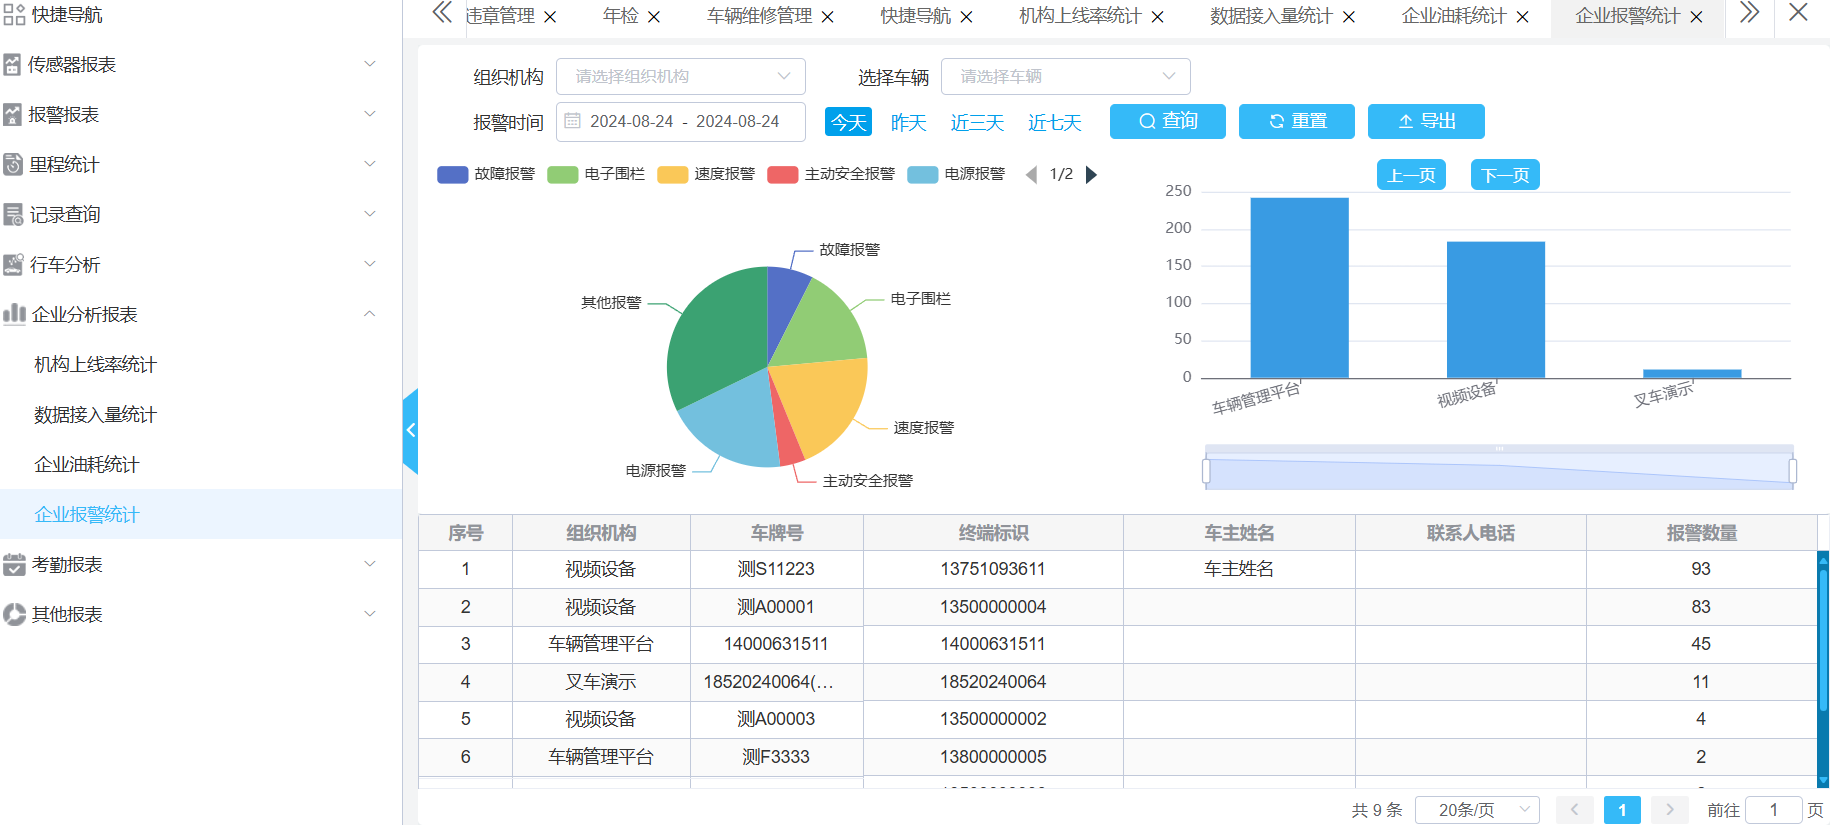 快捷导航
传感器报表
报警报表
里程统计
记录查询
行车分析
企业分析报表
机构上线率统计
数据接入量统计
企业油耗统计
企业报警统计
考勤报表
其他报表
违章管理 年检 车辆维修管理 快捷导航 机构上线率统计 数据接入量统计 企业油耗统计 企业报警统计
组织机构 请选择组织机构 选择车辆 请选择车辆
报警时间 2024-08-24 - 2024-08-24 今天 昨天 近三天 近七天 查询 重置 导出
故障报警 电子围栏 速度报警 主动安全报警 电源报警 1/2
故障报警
电子围栏
其他报警
速度报警
电源报警
主动安全报警
上一页 下一页
250
200
150
100
50
0
车辆管理平台 视频设备 叉车演示
序号 组织机构 车牌号 终端标识 车主姓名 联系人电话 报警数量
1 视频设备 测S11223 13751093611 车主姓名 93
2 视频设备 测A00001 13500000004 83
3 车辆管理平台 14000631511 14000631511 45
4 叉车演示 18520240064(… 18520240064 11
5 视频设备 测A00003 13500000002 4
6 车辆管理平台 测F3333 13800000005 2
共 9 条 20条/页 1 前往 1 页